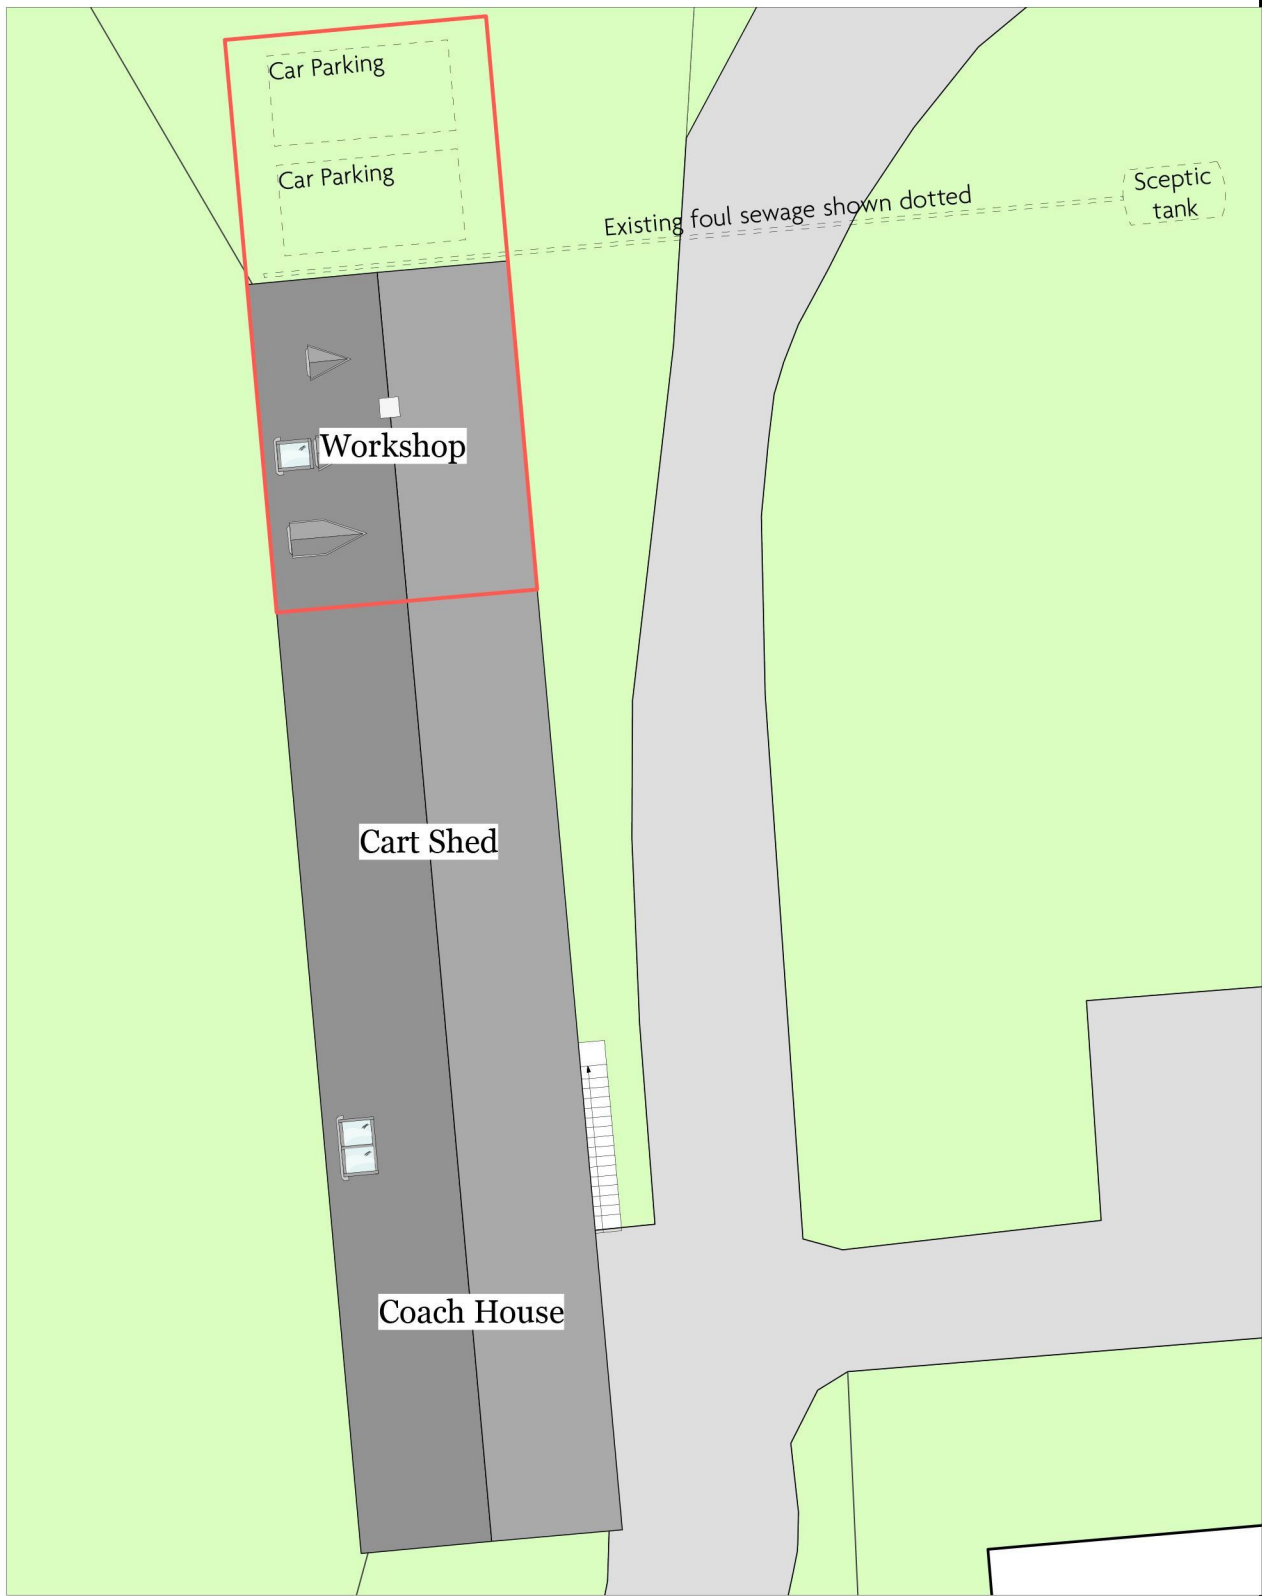 Car Parking
Car Parking
Existing foul sewage shown dotted
Sceptic
tank
Workshop
Cart Shed
Coach House